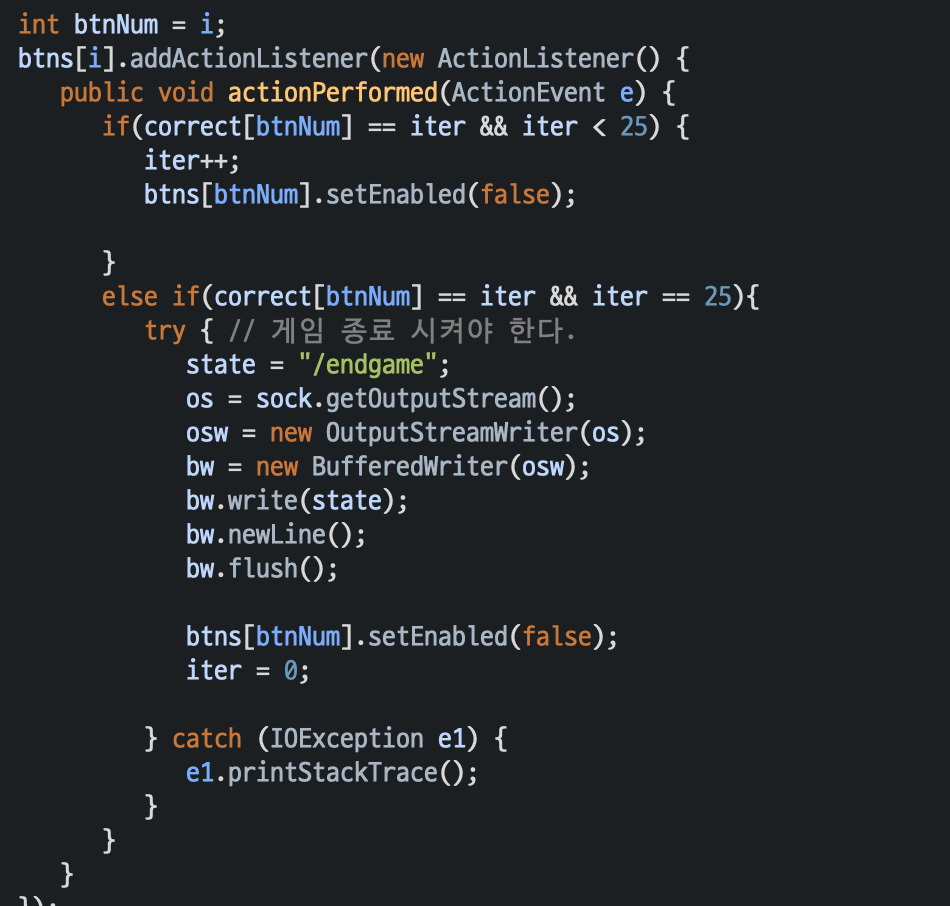 int btnNum = i;
btns[i].addActionListener(new ActionListener() {
public void actionPerformed(ActionEvent e) {
if(correct[btnNum] == iter && iter < 25) {
iter++;
btns[btnNum].setEnabled(false);
}
else if(correct[btnNum] == iter && iter == 25){
try { // 게임 종료 시켜야 한다.
state = "/endgame";
os = sock.getOutputStream();
osw = new OutputStreamWriter(os);
bw = new BufferedWriter(osw);
bw.write(state);
bw.newLine();
bw.flush();
btns[btnNum].setEnabled(false);
iter = 0;
} catch (IOException e1) {
e1.printStackTrace();
}
}
}
});